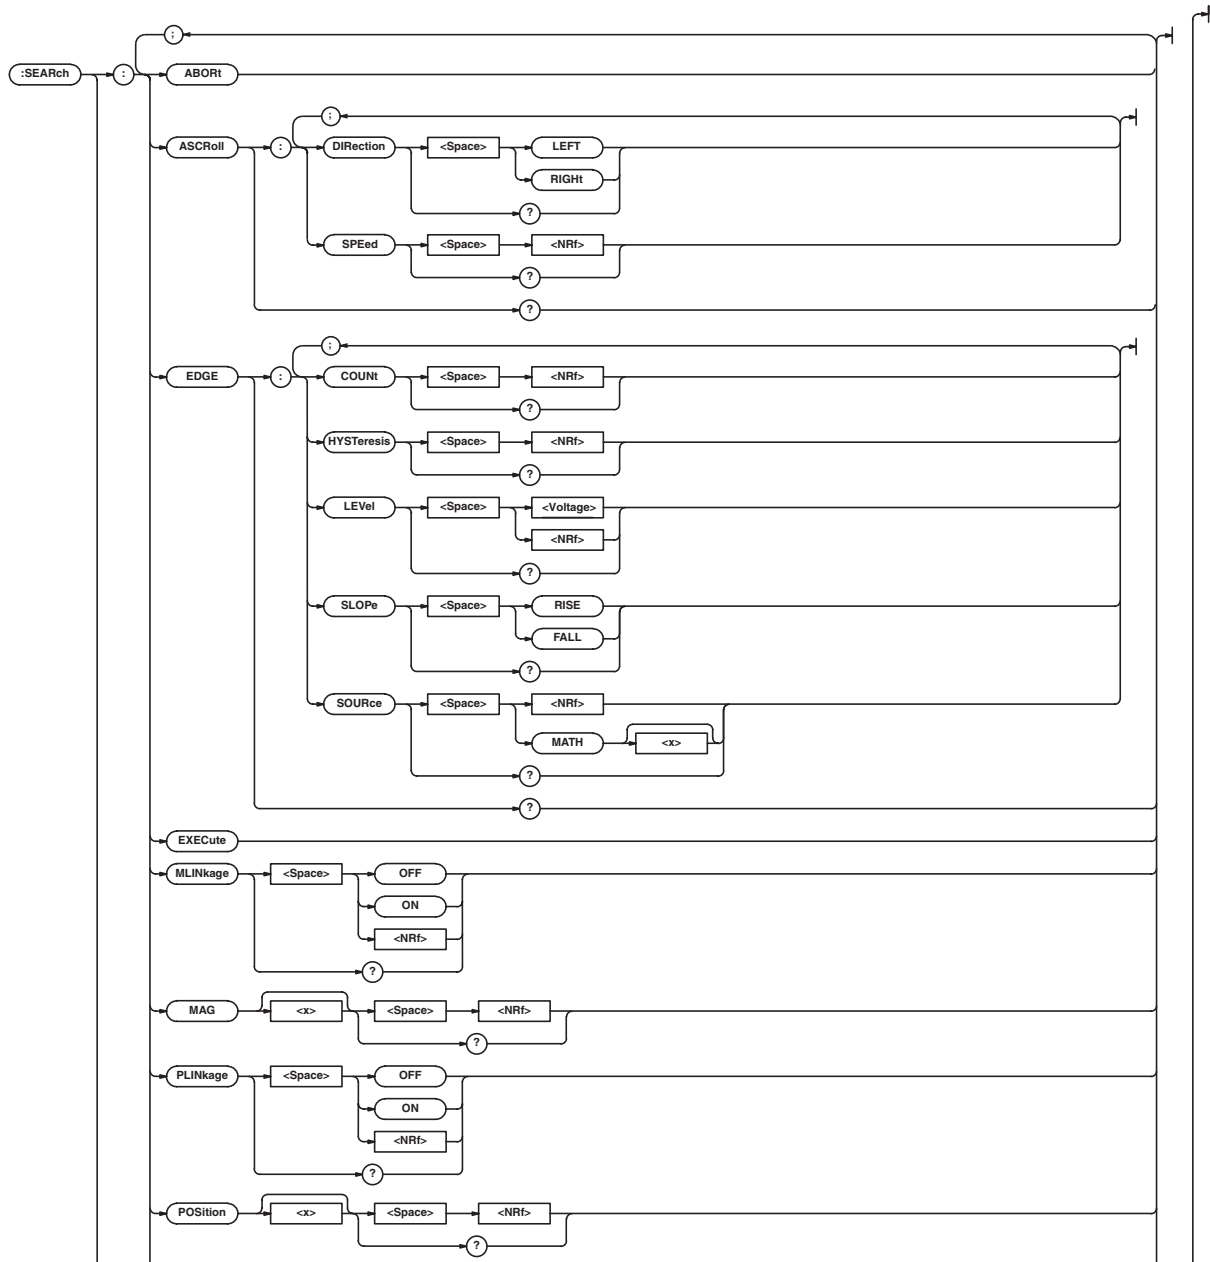 ;
:SEARch : ABORt
;
ASCRoll : DIRection <Space> LEFT
RIGHt
?
SPEed <Space> <NRf>
?
?
;
EDGE : COUNt <Space> <NRf>
?
HYSTeresis <Space> <NRf>
?
LEVel <Space> <Voltage>
<NRf>
?
SLOPe <Space> RISE
FALL
?
SOURce <Space> <NRf>
MATH <x>
?
?
EXECute
MLINkage <Space> OFF
ON
<NRf>
?
MAG <x> <Space> <NRf>
?
PLINkage <Space> OFF
ON
<NRf>
?
POSition <x> <Space> <NRf>
?